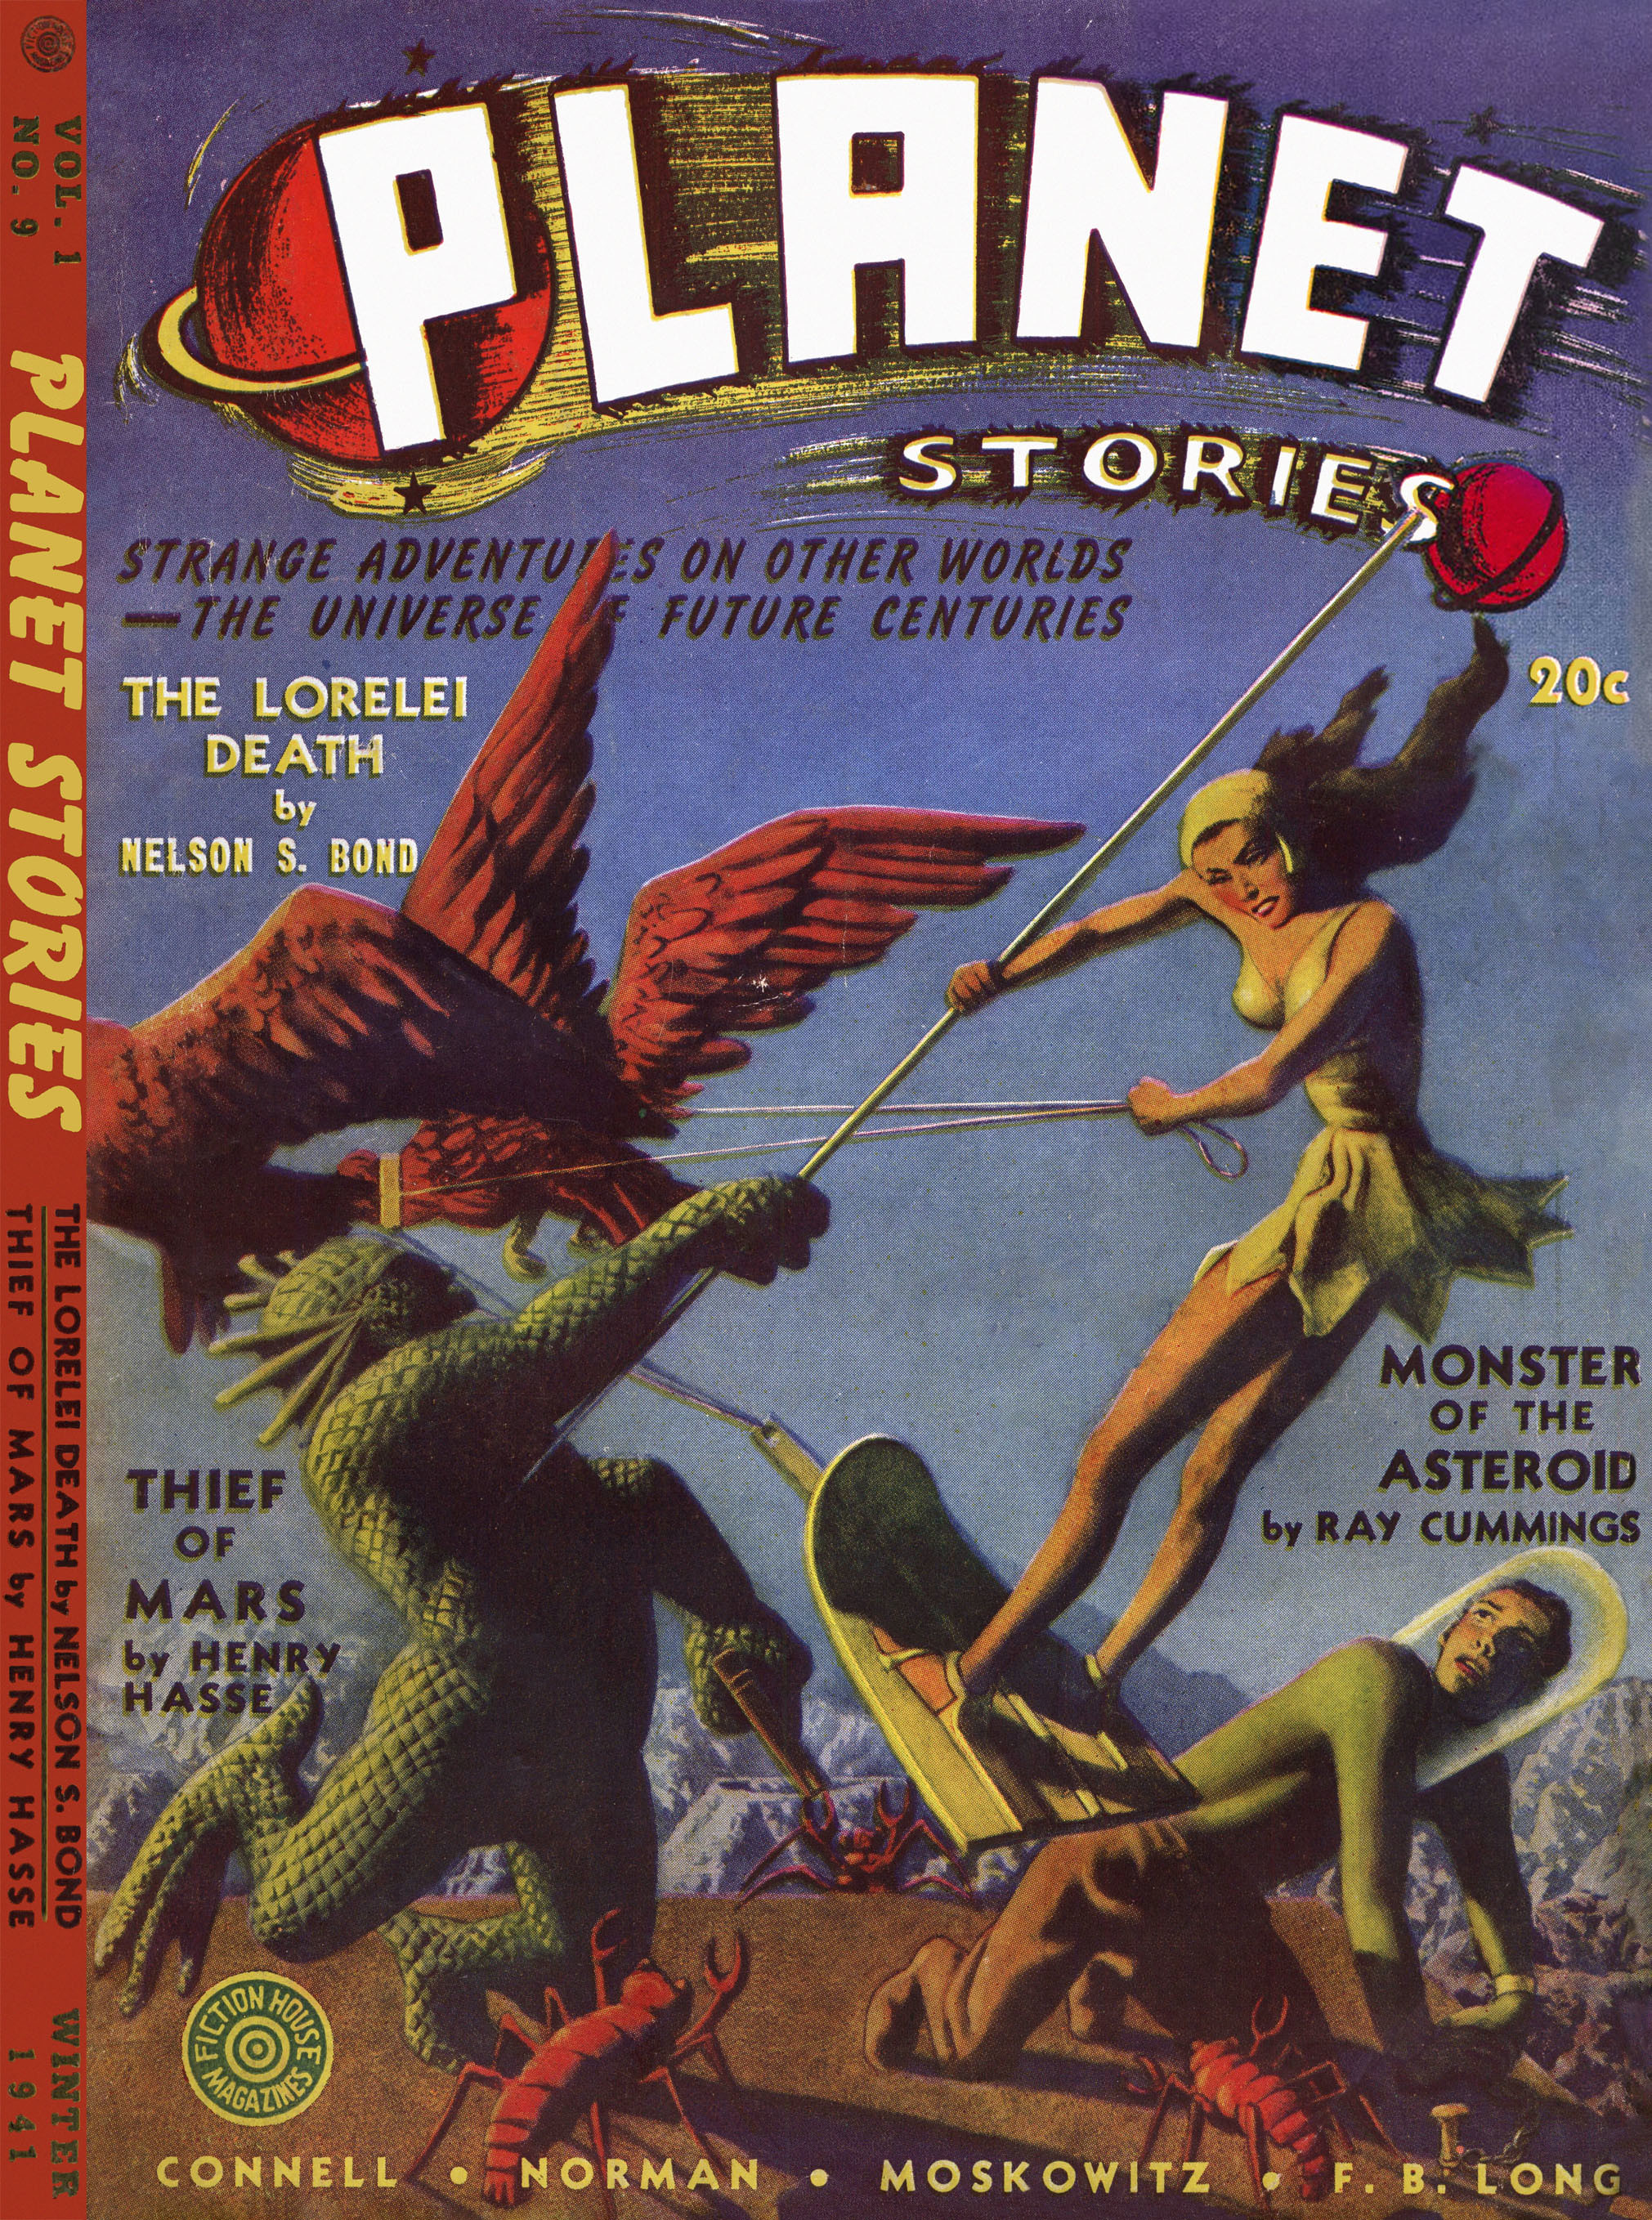 VOL. 1
NO. 9
PLANET STORIES
THE LORELEI DEATH by NELSON S. BOND
THIEF OF MARS by HENRY HASSE
WINTER
1941
PLANET
STORIES
STRANGE ADVENTURES ON OTHER WORLDS
—THE UNIVERSE OF FUTURE CENTURIES
20c
THE LORELEI
DEATH
by
NELSON S. BOND
MONSTER
OF THE
ASTEROID
by RAY CUMMINGS
THIEF
OF
MARS
by HENRY
HASSE
FICTION HOUSE
MAGAZINES
CONNELL • NORMAN • MOSKOWITZ • F. B. LONG